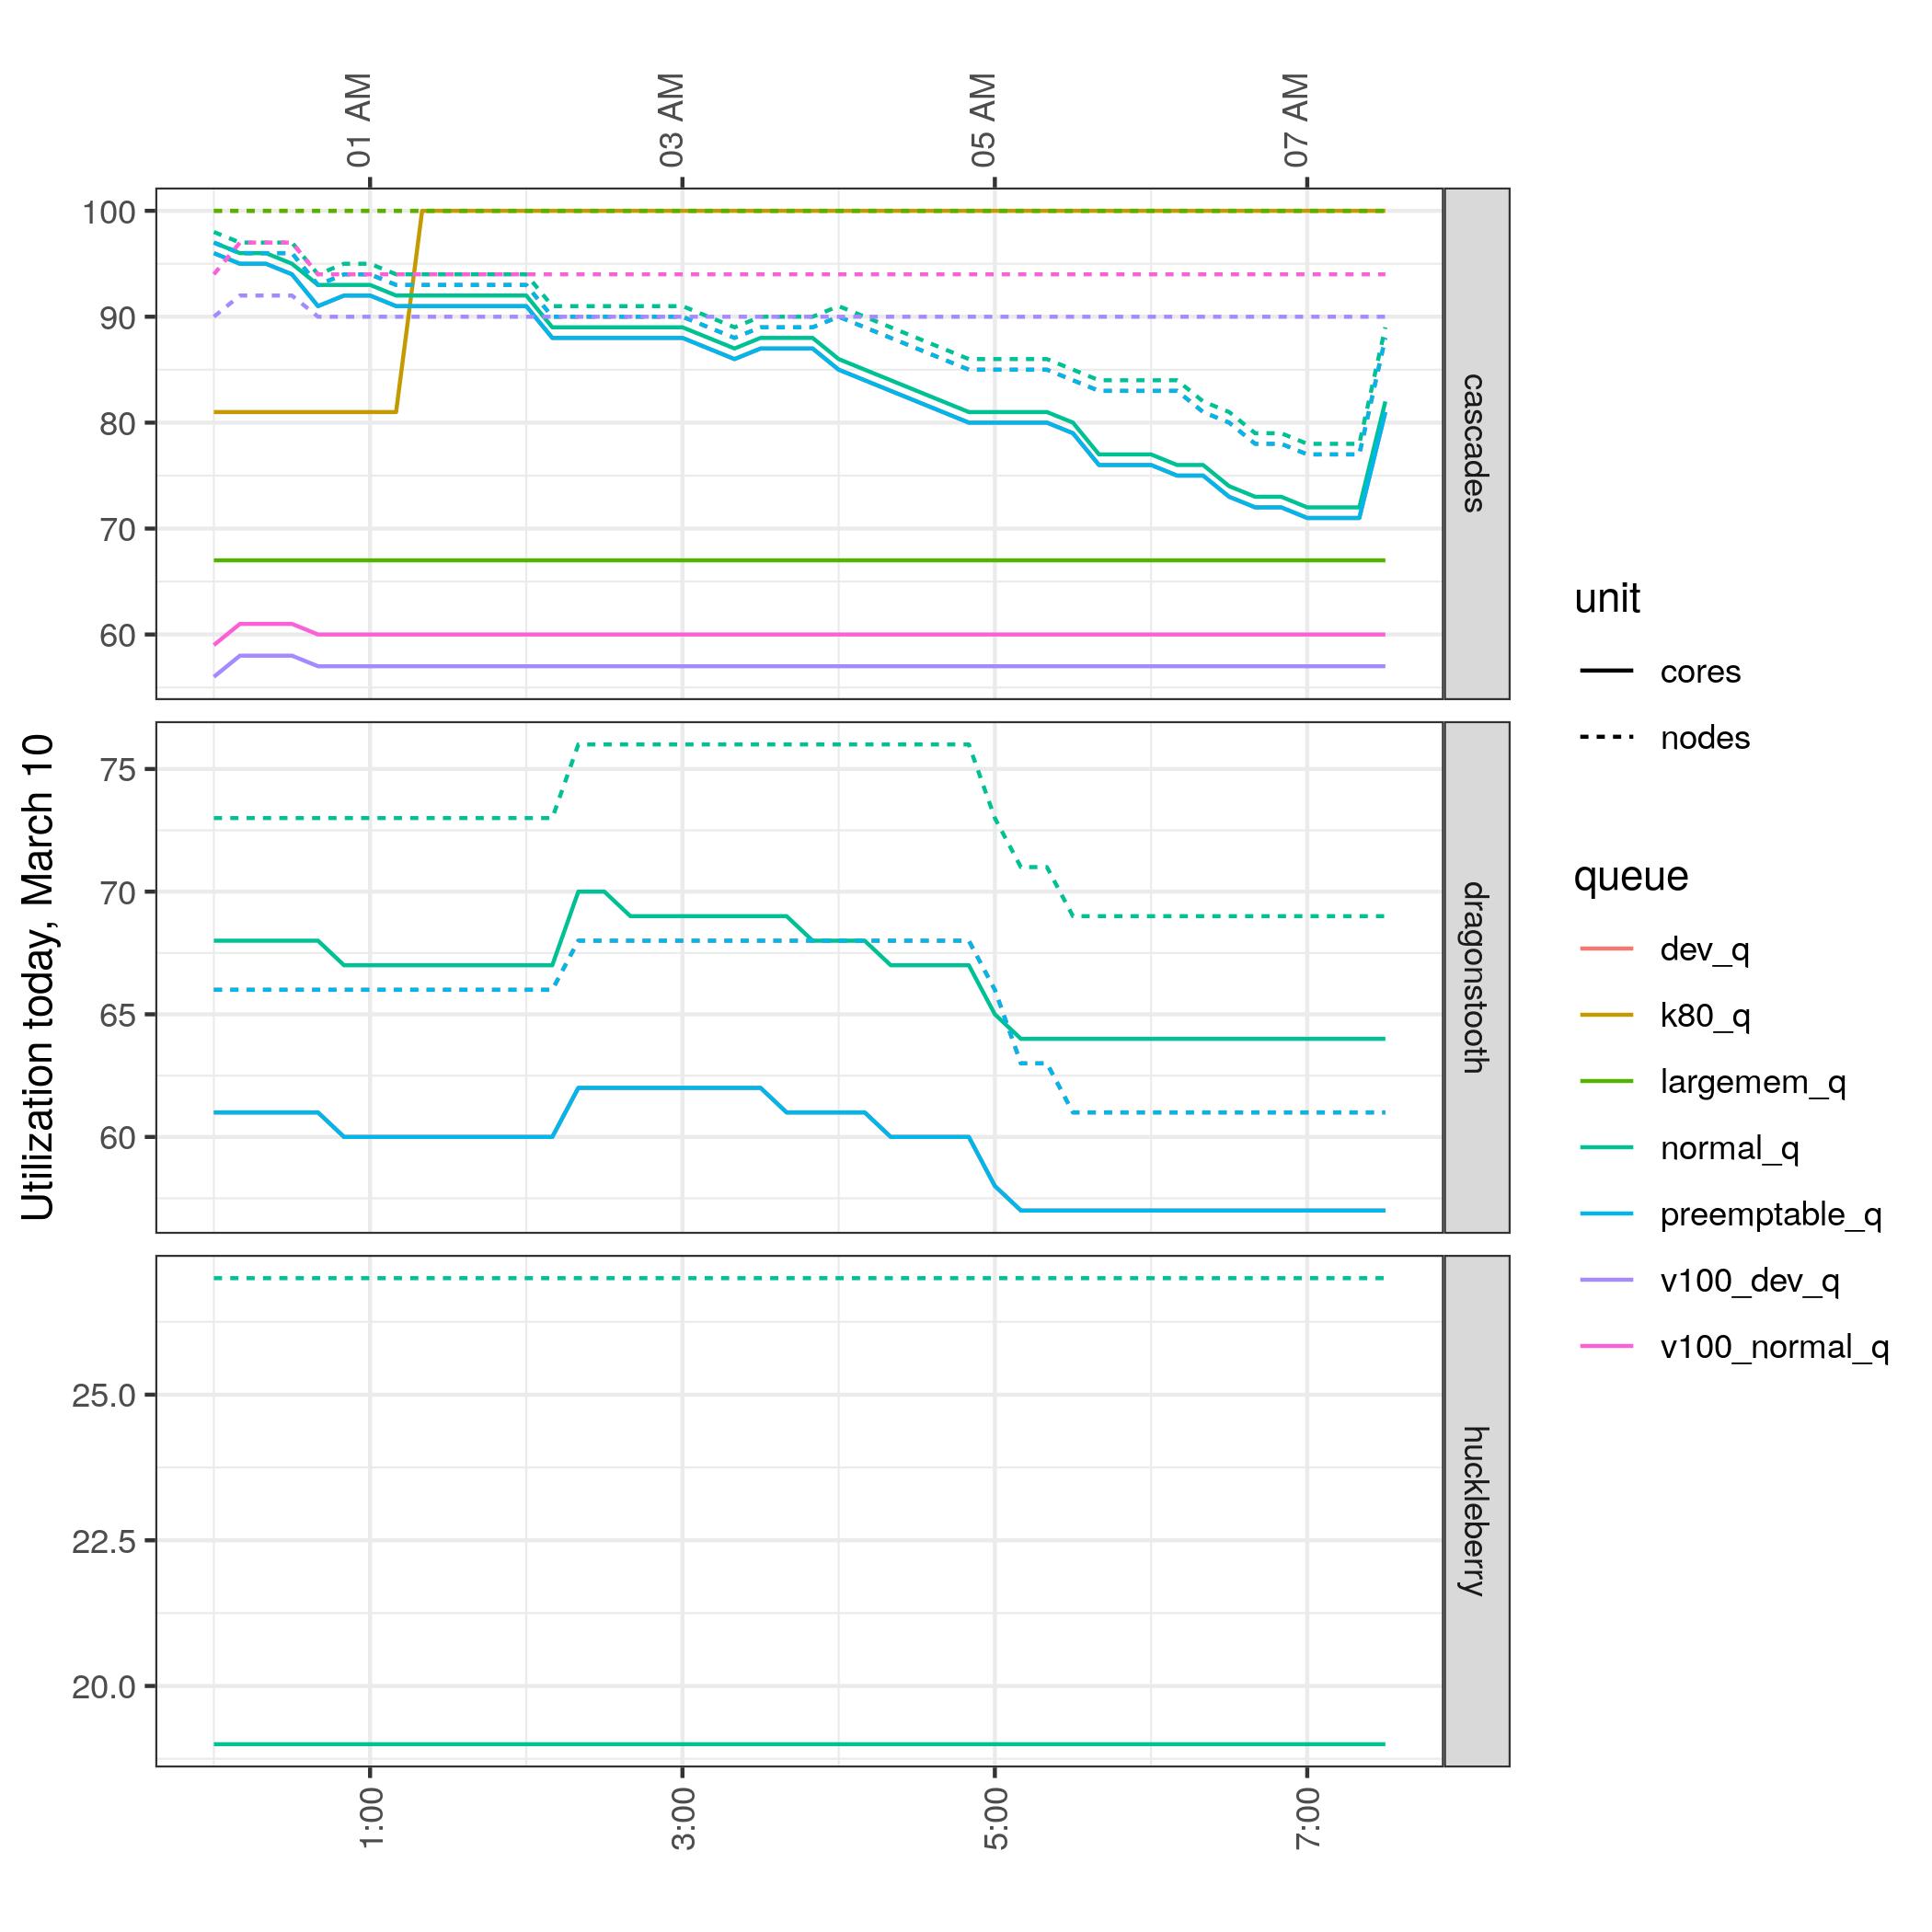 01 AM
03 AM
05 AM
07 AM
100
90
80
70
60
cascades
Utilization today, March 10
75
70
65
60
dragonstooth
25.0
22.5
20.0
huckleberry
1:00
3:00
5:00
7:00
unit
cores
nodes
queue
dev_q
k80_q
largemem_q
normal_q
preemptable_q
v100_dev_q
v100_normal_q